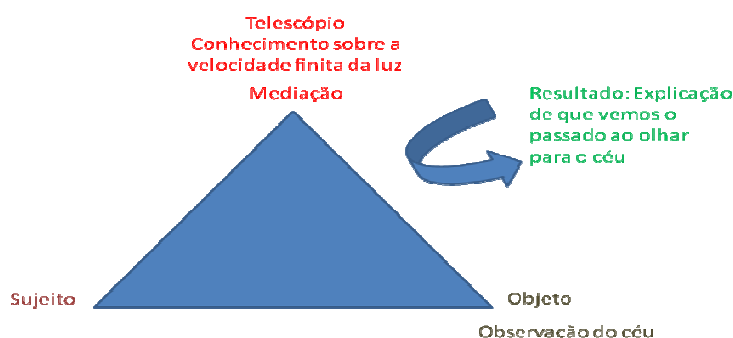 Telescópio
Conhecimento sobre a
velocidade finita da luz
Mediação
Resultado: Explicação
de que vemos o
passado ao olhar
para o céu
Sujeito
Objeto
Observação do céu